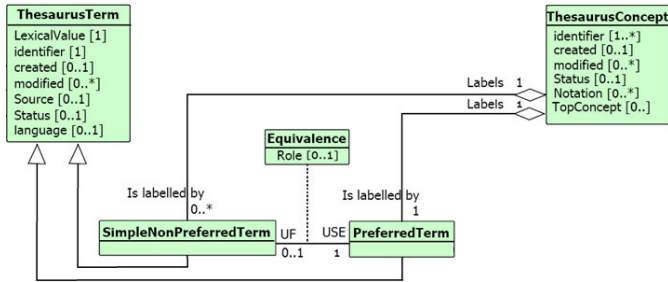 ThesaurusTerm
LexicalValue [1]
identifier [1]
created [0..1]
modified [0..*]
Source [0..1]
Status [0..1]
language [0..1]
ThesaurusConcept
identifier [1..*]
created [0..1]
modified [0..*]
Status [0..1]
Notation [0..*]
TopConcept [0..]
Labels 1
Labels 1
Equivalence
Role [0..1]
Is labelled by
0..*
Is labelled by
1
SimpleNonPreferredTerm
UF
0..1
USE
1
PreferredTerm